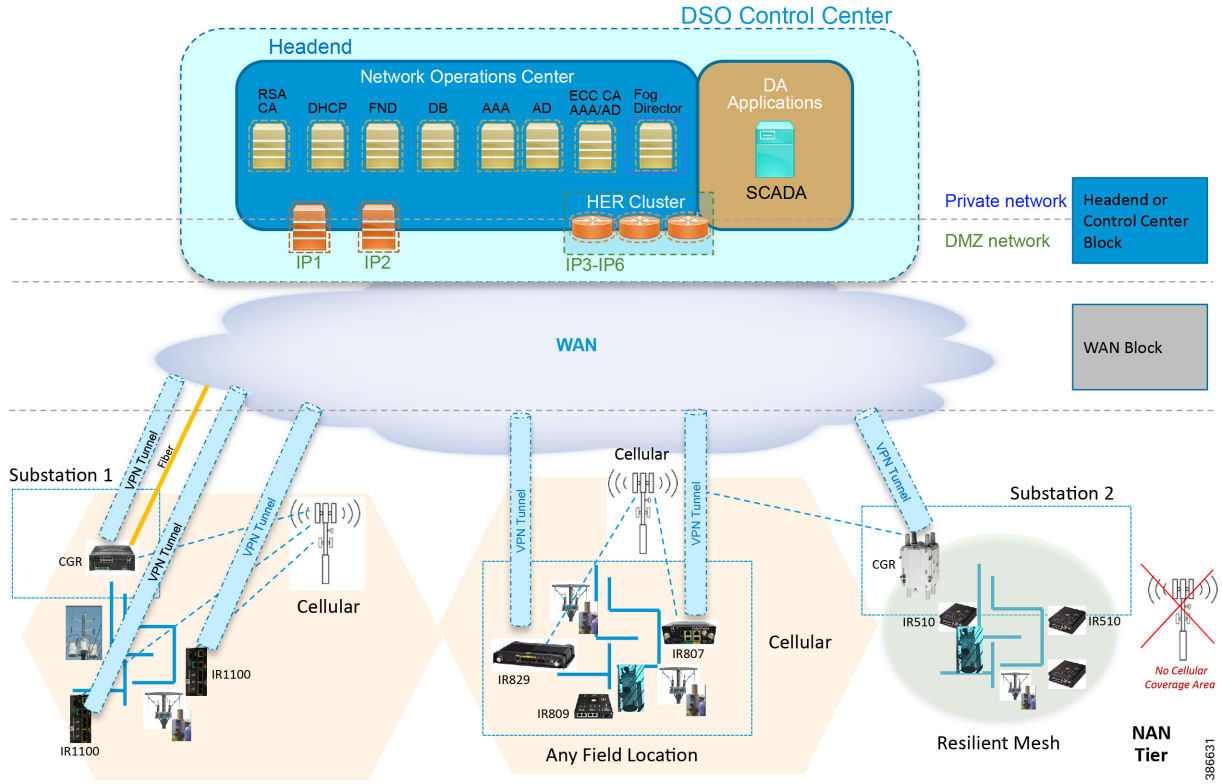 DSO Control Center
Headend
Network Operations Center
RSA
CA
DHCP
FND
DB
AAA
AD
ECC CA
AAA/AD
Fog
Director
DA
Applications
SCADA
HER Cluster
IP1
IP2
IP3-IP6
Private network
DMZ network
Headend or
Control Center
Block
WAN
WAN Block
Substation 1
VPN Tunnel
Fiber
VPN Tunnel
VPN Tunnel
CGR
Cellular
IR1100
IR1100
Cellular
VPN Tunnel
VPN Tunnel
IR829
IR807
IR809
Cellular
Any Field Location
VPN Tunnel
Substation 2
CGR
IR510
IR510
Resilient Mesh
No Cellular
Coverage Area
NAN
Tier
386631